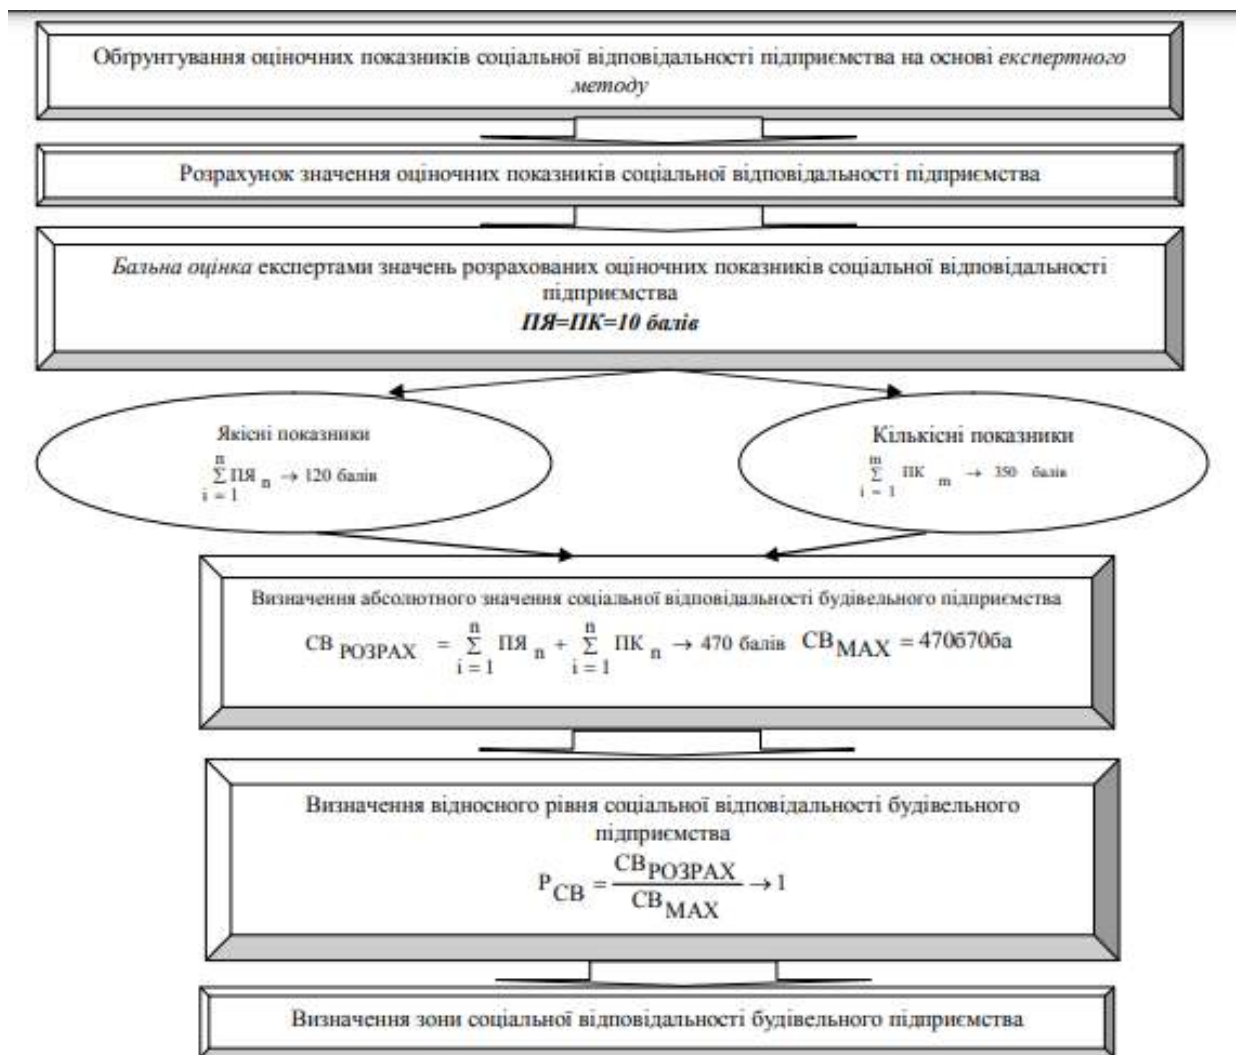 Обґрунтування оціночних показників соціальної відповідальності підприємства на основі експертного
методу
Розрахунок значення оціночних показників соціальної відповідальності підприємства
Бальна оцінка експертами значень розрахованих оціночних показників соціальної відповідальності
підприємства
ПЯ=ПК=10 балів
Якісні показники
n
Σ ПЯ n → 120 балів
i = 1
Кількісні показники
m
Σ ПК m → 350 балів
i = 1
Визначення абсолютного значення соціальної відповідальності будівельного підприємства
n n
СВ РОЗРАХ = Σ ПЯ n + Σ ПК n → 470 балів СВ МАХ = 470б70ба
i = 1 i = 1
Визначення відносного рівня соціальної відповідальності будівельного
підприємства
СВ РОЗРАХ
Р СВ = → 1
СВ МАХ
Визначення зони соціальної відповідальності будівельного підприємства